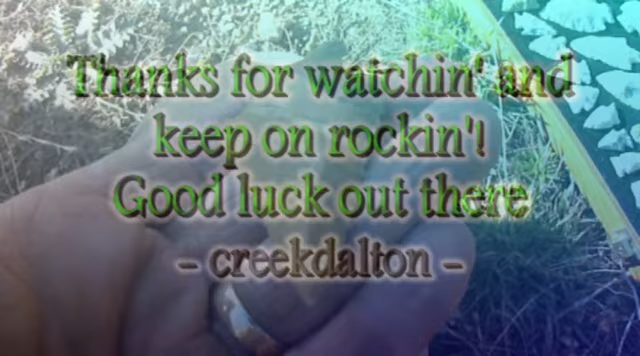 Thanks for watchin' and
keep on rockin'!
Good luck out there
– creekdalton –